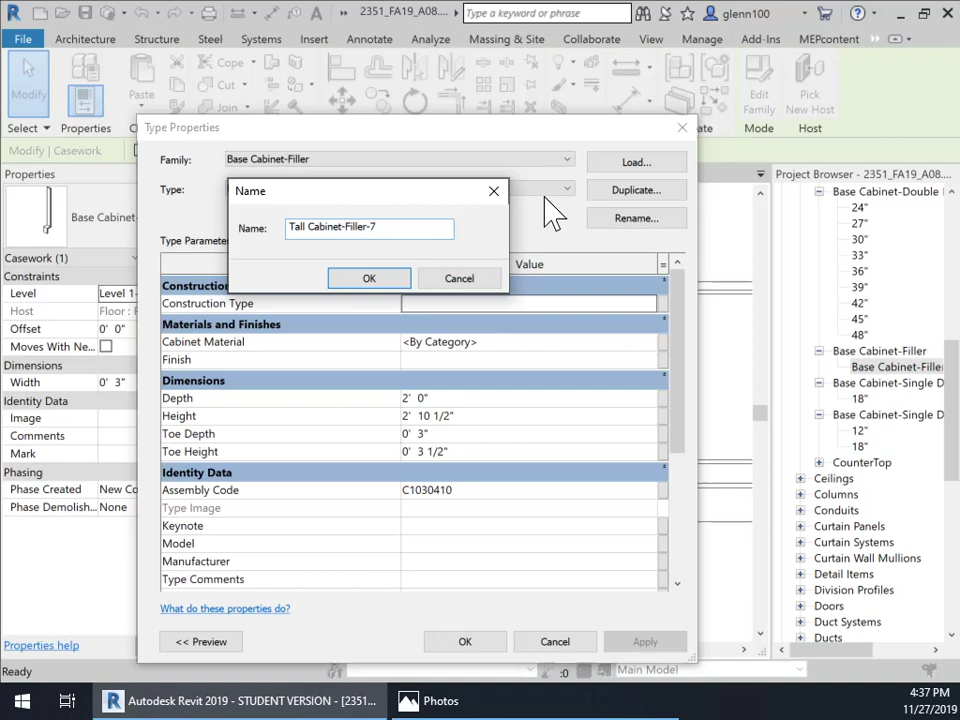 2351_FA19_A08....
Type a keyword or phrase
glenn100
File
Architecture
Structure
Steel
Systems
Insert
Annotate
Analyze
Massing & Site
Collaborate
View
Manage
Add-Ins
MEPcontent
Modify
Paste
Cope
Cut
Join
Edit
Family
Pick
New Host
Select
Properties
Mode
Host
Modify | Casework
Properties
Base Cabinet-
Casework (1)
Constraints
Level
Level 1-
Host
Floor : F
Offset
0' 0"
Moves With Ne...
Dimensions
Width
0' 3"
Identity Data
Image
Comments
Mark
Phasing
Phase Created
New Co
Phase Demolish...
None
Properties help
Ready
Type Properties
Family:
Base Cabinet-Filler
Load...
Type:
Duplicate...
Rename...
Type Parameter
Value
=
Construction
Construction Type
Materials and Finishes
Cabinet Material
<By Category>
Finish
Dimensions
Depth
2' 0"
Height
2' 10 1/2"
Toe Depth
0' 3"
Toe Height
0' 3 1/2"
Identity Data
Assembly Code
C1030410
Type Image
Keynote
Model
Manufacturer
Type Comments
What do these properties do?
<< Preview
OK
Cancel
Apply
Name
Name:
Tall Cabinet-Filler-7
OK
Cancel
Project Browser - 2351_FA19_A08...
Base Cabinet-Double
24"
27"
30"
33"
36"
39"
42"
45"
48"
Base Cabinet-Filler
Base Cabinet-Filler
Base Cabinet-Single D
18"
Base Cabinet-Single D
12"
18"
CounterTop
Ceilings
Columns
Conduits
Curtain Panels
Curtain Systems
Curtain Wall Mullions
Detail Items
Division Profiles
Doors
Duct Systems
Ducts
:0
Main Model
Autodesk Revit 2019 - STUDENT VERSION - [2351...
Photos
4:37 PM
11/27/2019